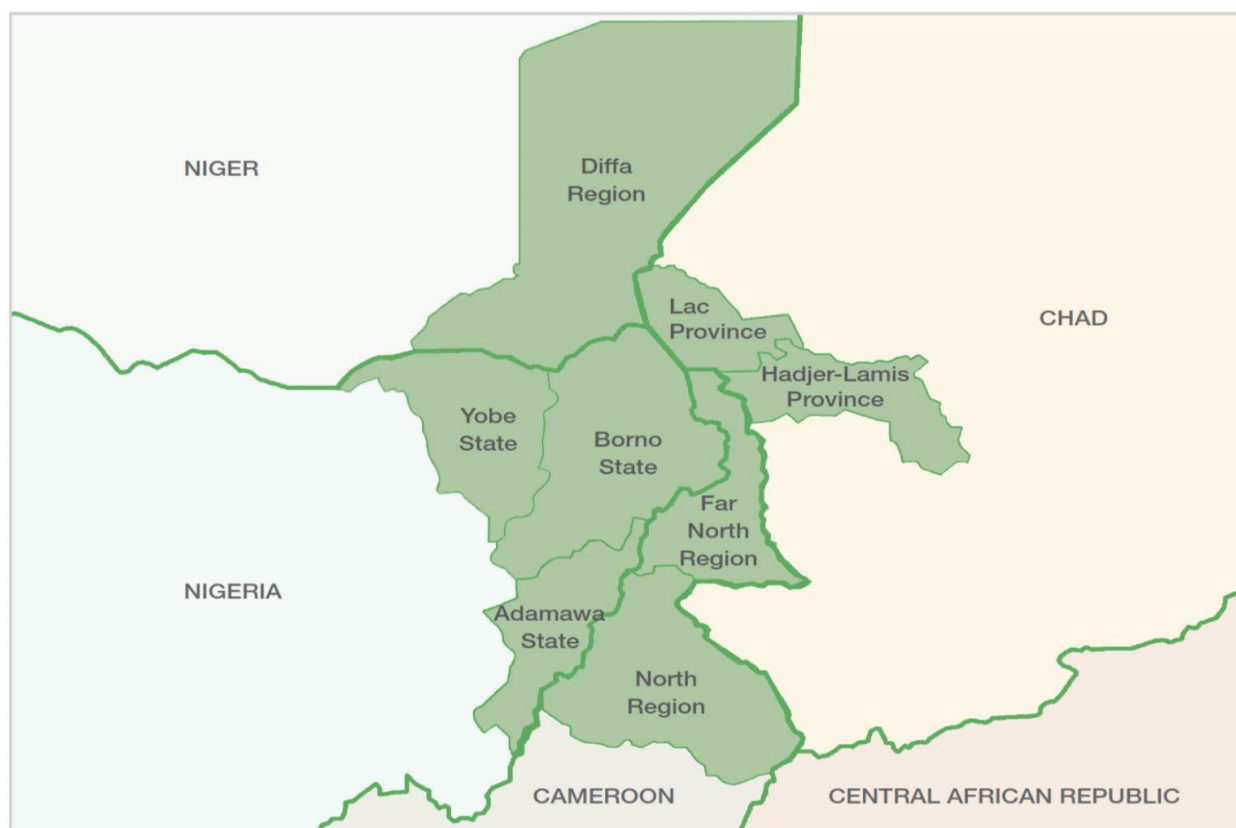 NIGER
Diffa
Region
Lac
Province
CHAD
Hadjer-Lamis
Province
Yobe
State
Borno
State
Far
North
Region
NIGERIA
Adamawa
State
North
Region
CAMEROON
CENTRAL AFRICAN REPUBLIC